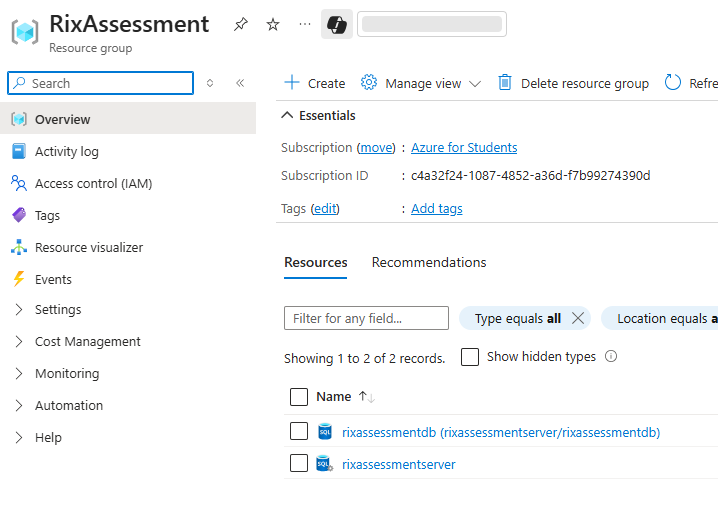 RixAssessment
Resource group
Search
Overview
Activity log
Access control (IAM)
Tags
Resource visualizer
Events
Settings
Cost Management
Monitoring
Automation
Help
Create Manage view Delete resource group Refre
Essentials
Subscription (move) : Azure for Students
Subscription ID : c4a32f24-1087-4852-a36d-f7b99274390d
Tags (edit) : Add tags
Resources Recommendations
Filter for any field... Type equals all Location equals a
Showing 1 to 2 of 2 records. Show hidden types
Name
SQL rixassessmentdb (rixassessmentserver/rixassessmentdb)
SQL rixassessmentserver